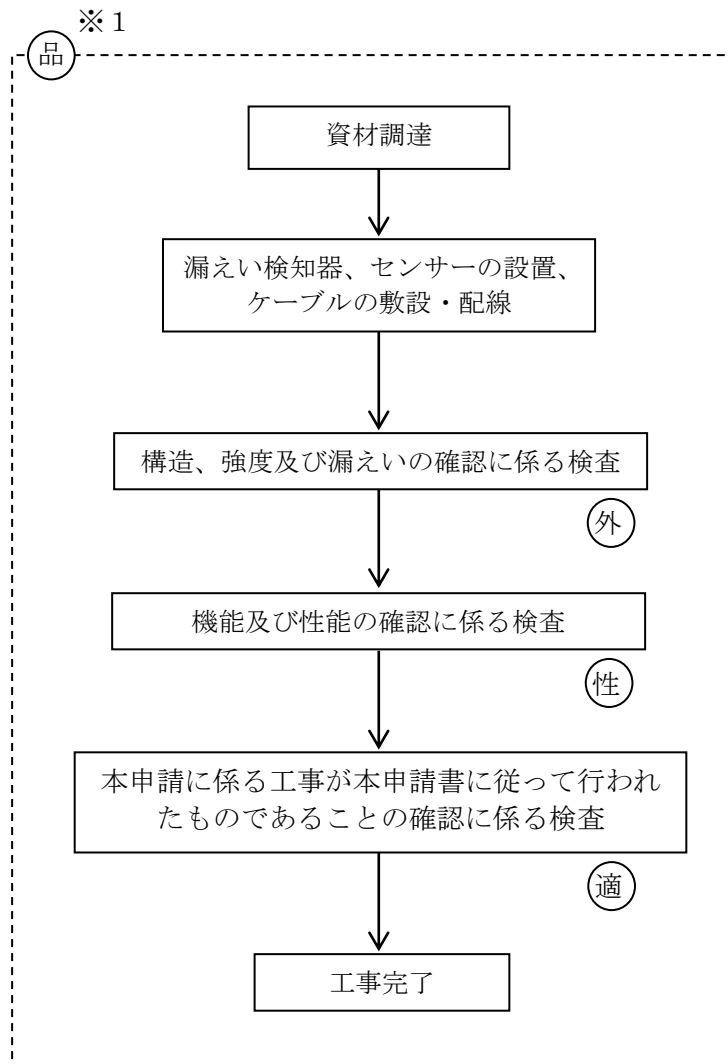 ※1
品
資材調達
漏えい検知器、センサーの設置、
ケーブルの敷設・配線
構造、強度及び漏えいの確認に係る検査
外
機能及び性能の確認に係る検査
性
本申請に係る工事が本申請書に従って行われ
たものであることの確認に係る検査
適
工事完了